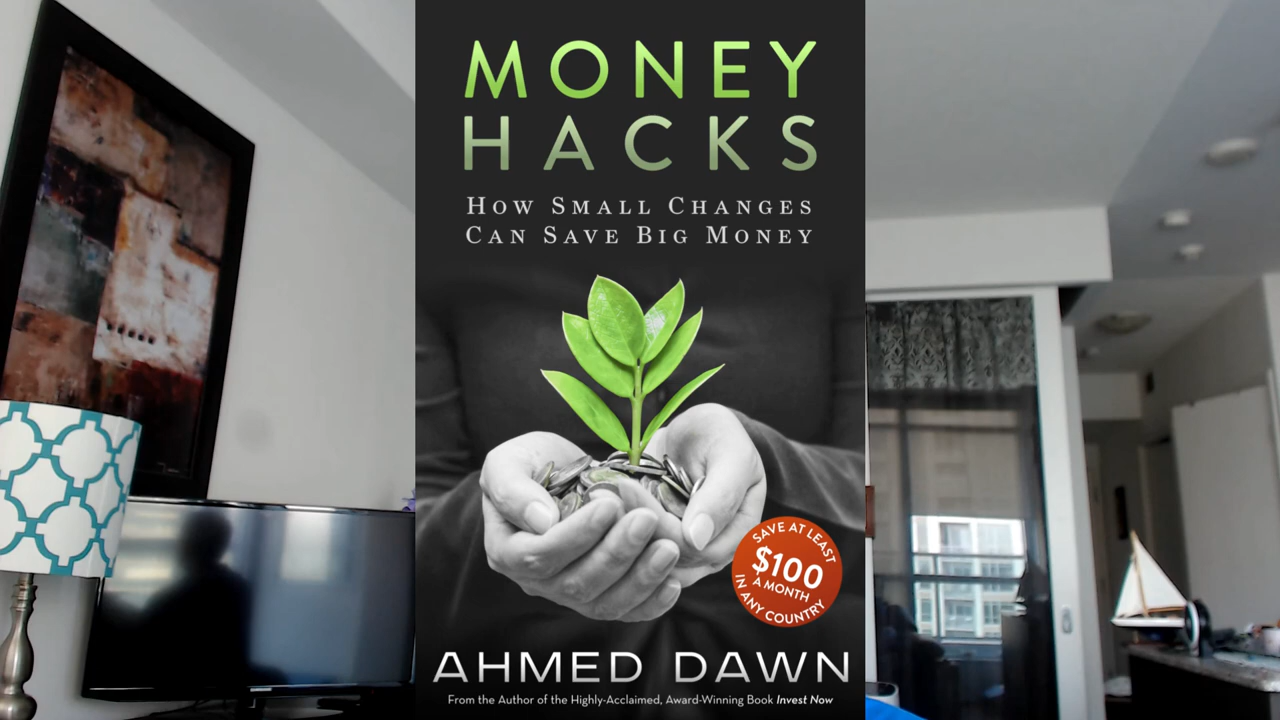 MONEY
HACKS
How Small Changes
Can Save Big Money
SAVE AT LEAST
$100
A MONTH
IN ANY COUNTRY
AHMED DAWN
From the Author of the Highly-Acclaimed, Award-Winning Book Invest Now